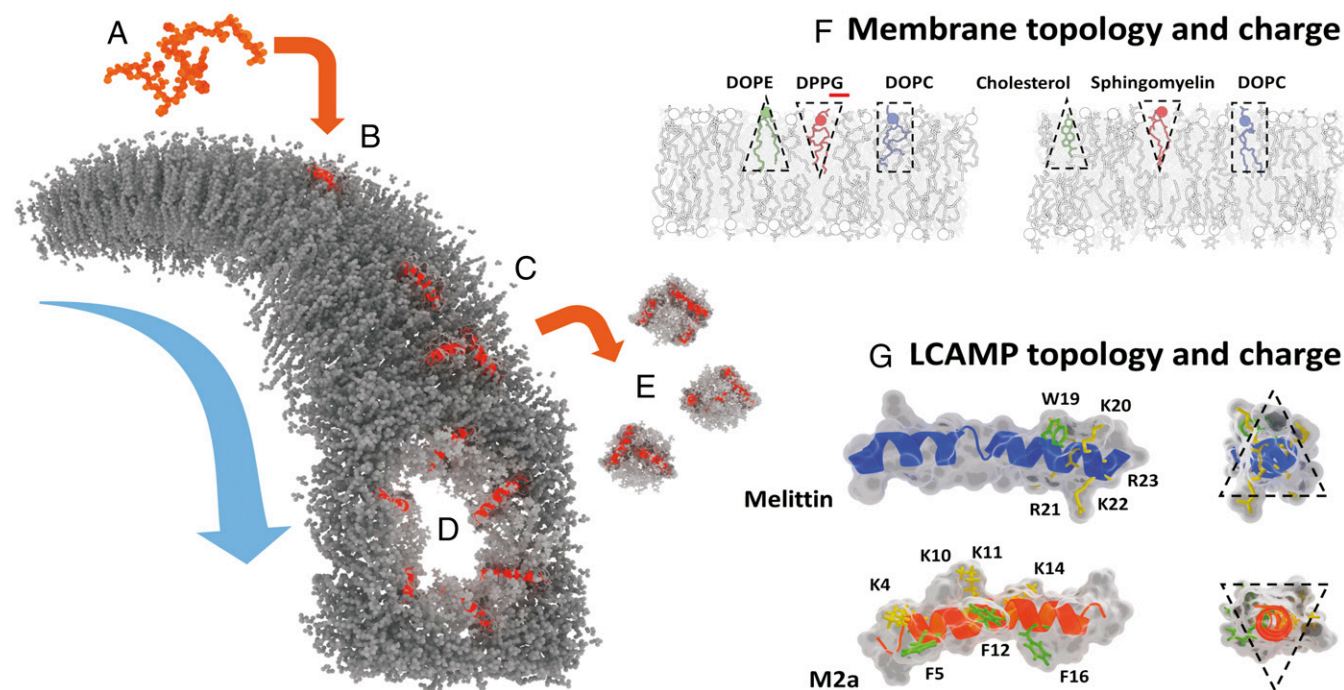 A
B
C
D
E
F Membrane topology and charge
DOPE DPPG DOPC Cholesterol Sphingomyelin DOPC
G LCAMP topology and charge
W19
K20
R23
Melittin
R21
K22
K10
K11
K14
K4
F12
F5
F16
M2a